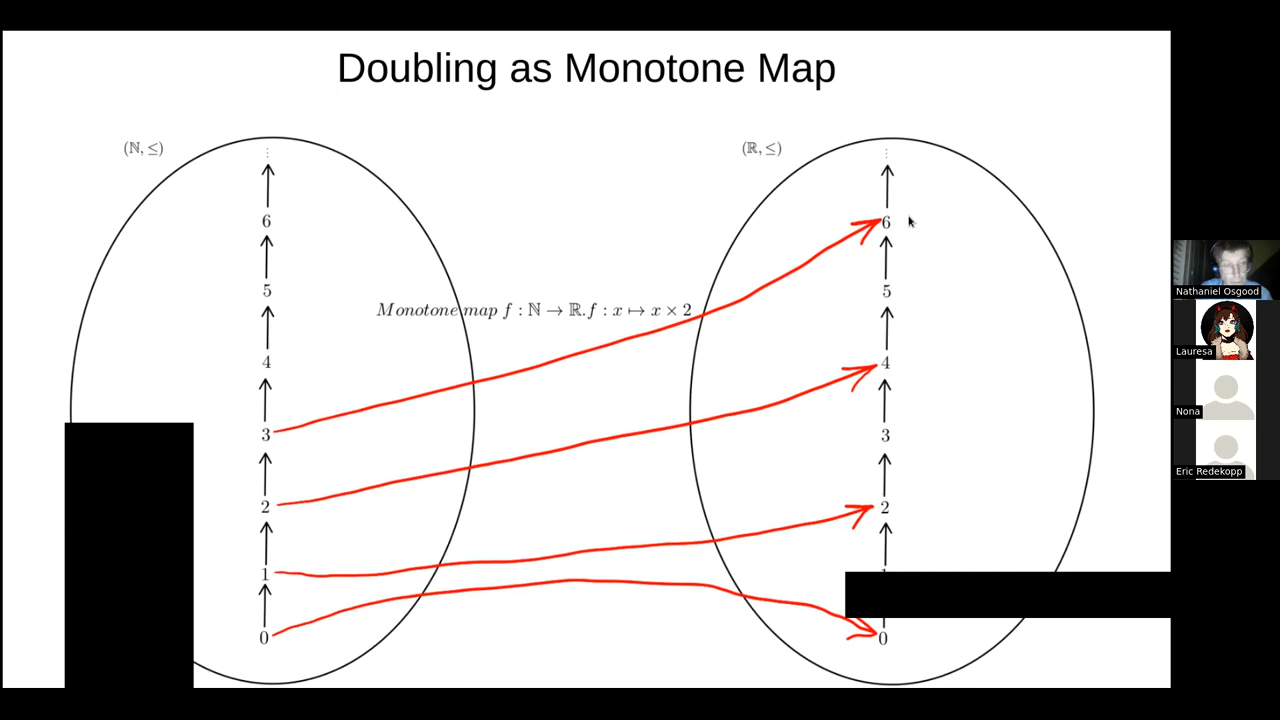 Doubling as Monotone Map
(ℕ, ≤)
(ℝ, ≤)
⋮
6
5
4
3
2
1
0
Monotone map f : ℕ → ℝ.f : x ↦ x × 2
⋮
6
5
4
3
2
0
Nathaniel Osgood
Lauresa
Nona
Eric Redekopp